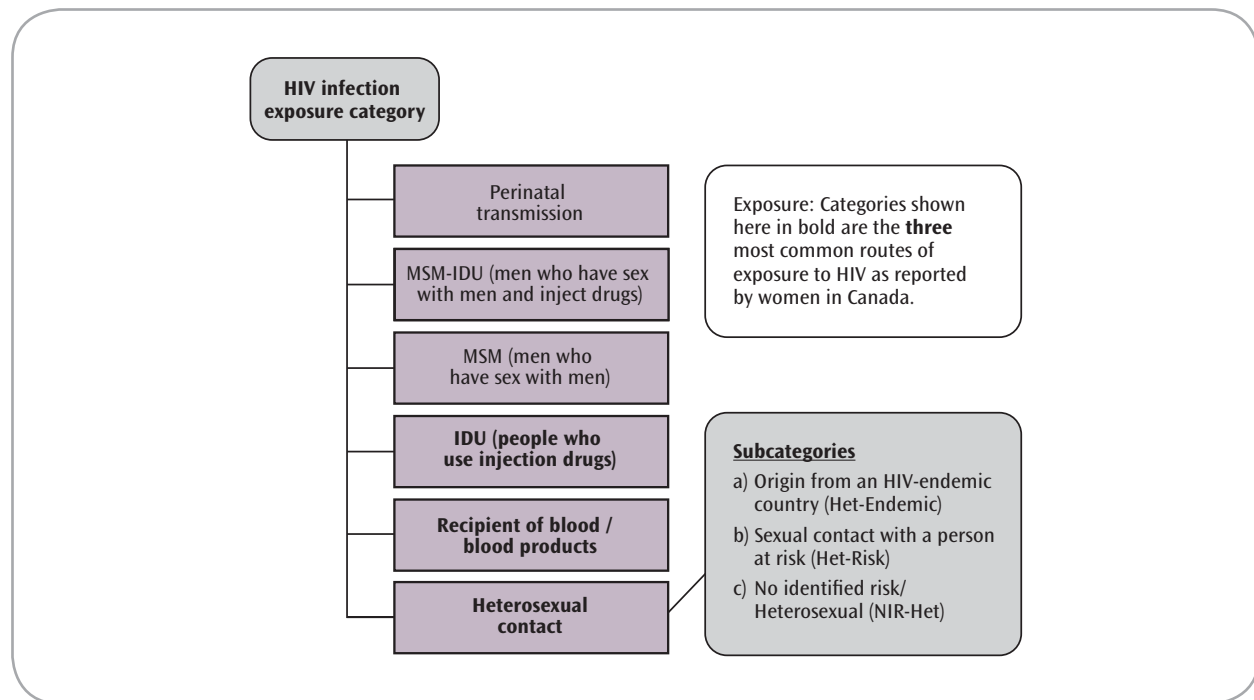 HIV infection
exposure category
Perinatal
transmission
MSM-IDU (men who have sex
with men and inject drugs)
MSM (men who
have sex with men)
IDU (people who
use injection drugs)
Recipient of blood /
blood products
Heterosexual
contact
Exposure: Categories shown
here in bold are the three
most common routes of
exposure to HIV as reported
by women in Canada.
Subcategories
a) Origin from an HIV-endemic
country (Het-Endemic)
b) Sexual contact with a person
at risk (Het-Risk)
c) No identified risk/
Heterosexual (NIR-Het)